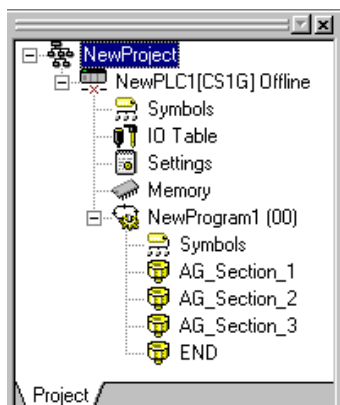 NewProject
NewPLC1[CS1G] Offline
Symbols
IO Table
Settings
Memory
NewProgram1 (00)
Symbols
AG_Section_1
AG_Section_2
AG_Section_3
END
Project